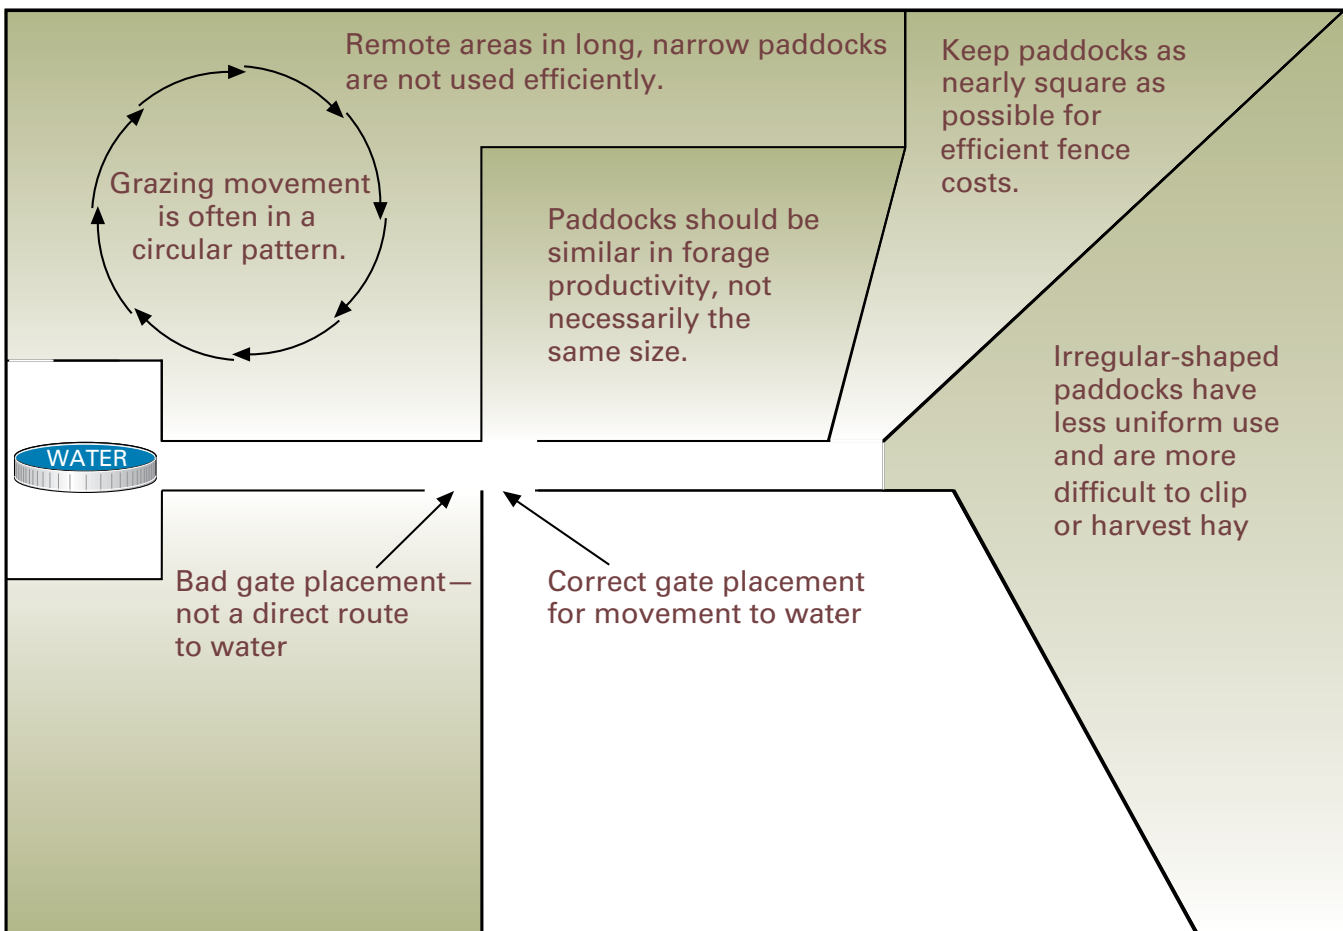 Remote areas in long, narrow paddocks
are not used efficiently.
Keep paddocks as
nearly square as
possible for
efficient fence
costs.
Grazing movement
is often in a
circular pattern.
Paddocks should be
similar in forage
productivity, not
necessarily the
same size.
Irregular-shaped
paddocks have
less uniform use
and are more
difficult to clip
or harvest hay
WATER
Bad gate placement—
not a direct route
to water
Correct gate placement
for movement to water